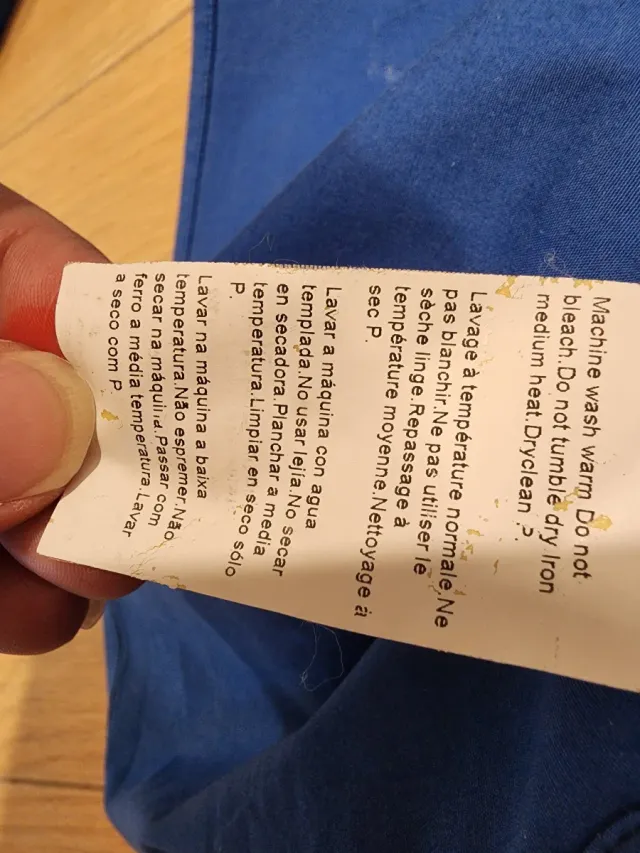 Machine wash warm Do not
bleach.Do not tumble dry Iron
medium heat.Dryclean P.
Lavage à température normale.Ne
pas blanchir.Ne pas utiliser le
sèche linge.Repassage à
température moyenne.Nettoyage à
sec P.
Lavar a máquina con agua
templada.No usar lejía.No secar
en secadora.Planchar a media
temperatura.Limpiar en seco sólo
P.
Lavar na máquina a baixa
temperatura.Não espremer.Não
secar na máquina.Passar com
ferro a média temperatura.Lavar
a seco com P